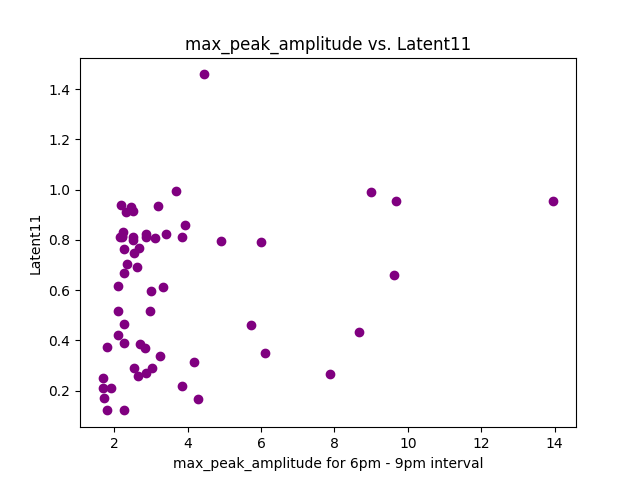 max_peak_amplitude vs. Latent11
1.4
1.2
1.0
0.8
0.6
0.4
0.2
Latent11
2 4 6 8 10 12 14
max_peak_amplitude for 6pm - 9pm interval